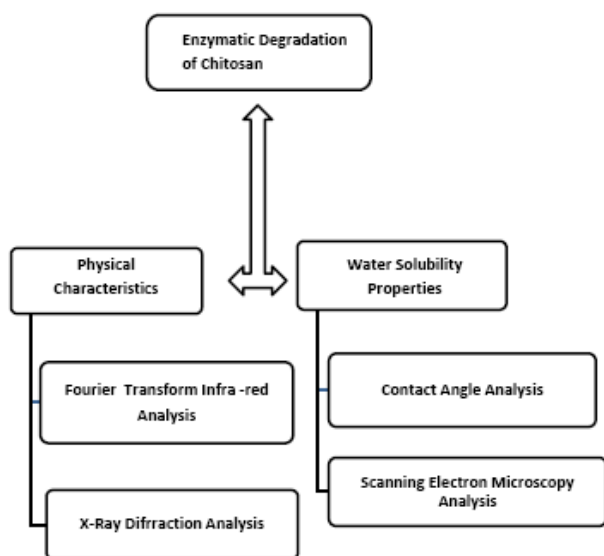 Enzymatic Degradation
of Chitosan
Physical
Characteristics
Water Solubility
Properties
Fourier Transform Infra -red
Analysis
Contact Angle Analysis
X-Ray Difrraction Analysis
Scanning Electron Microscopy
Analysis